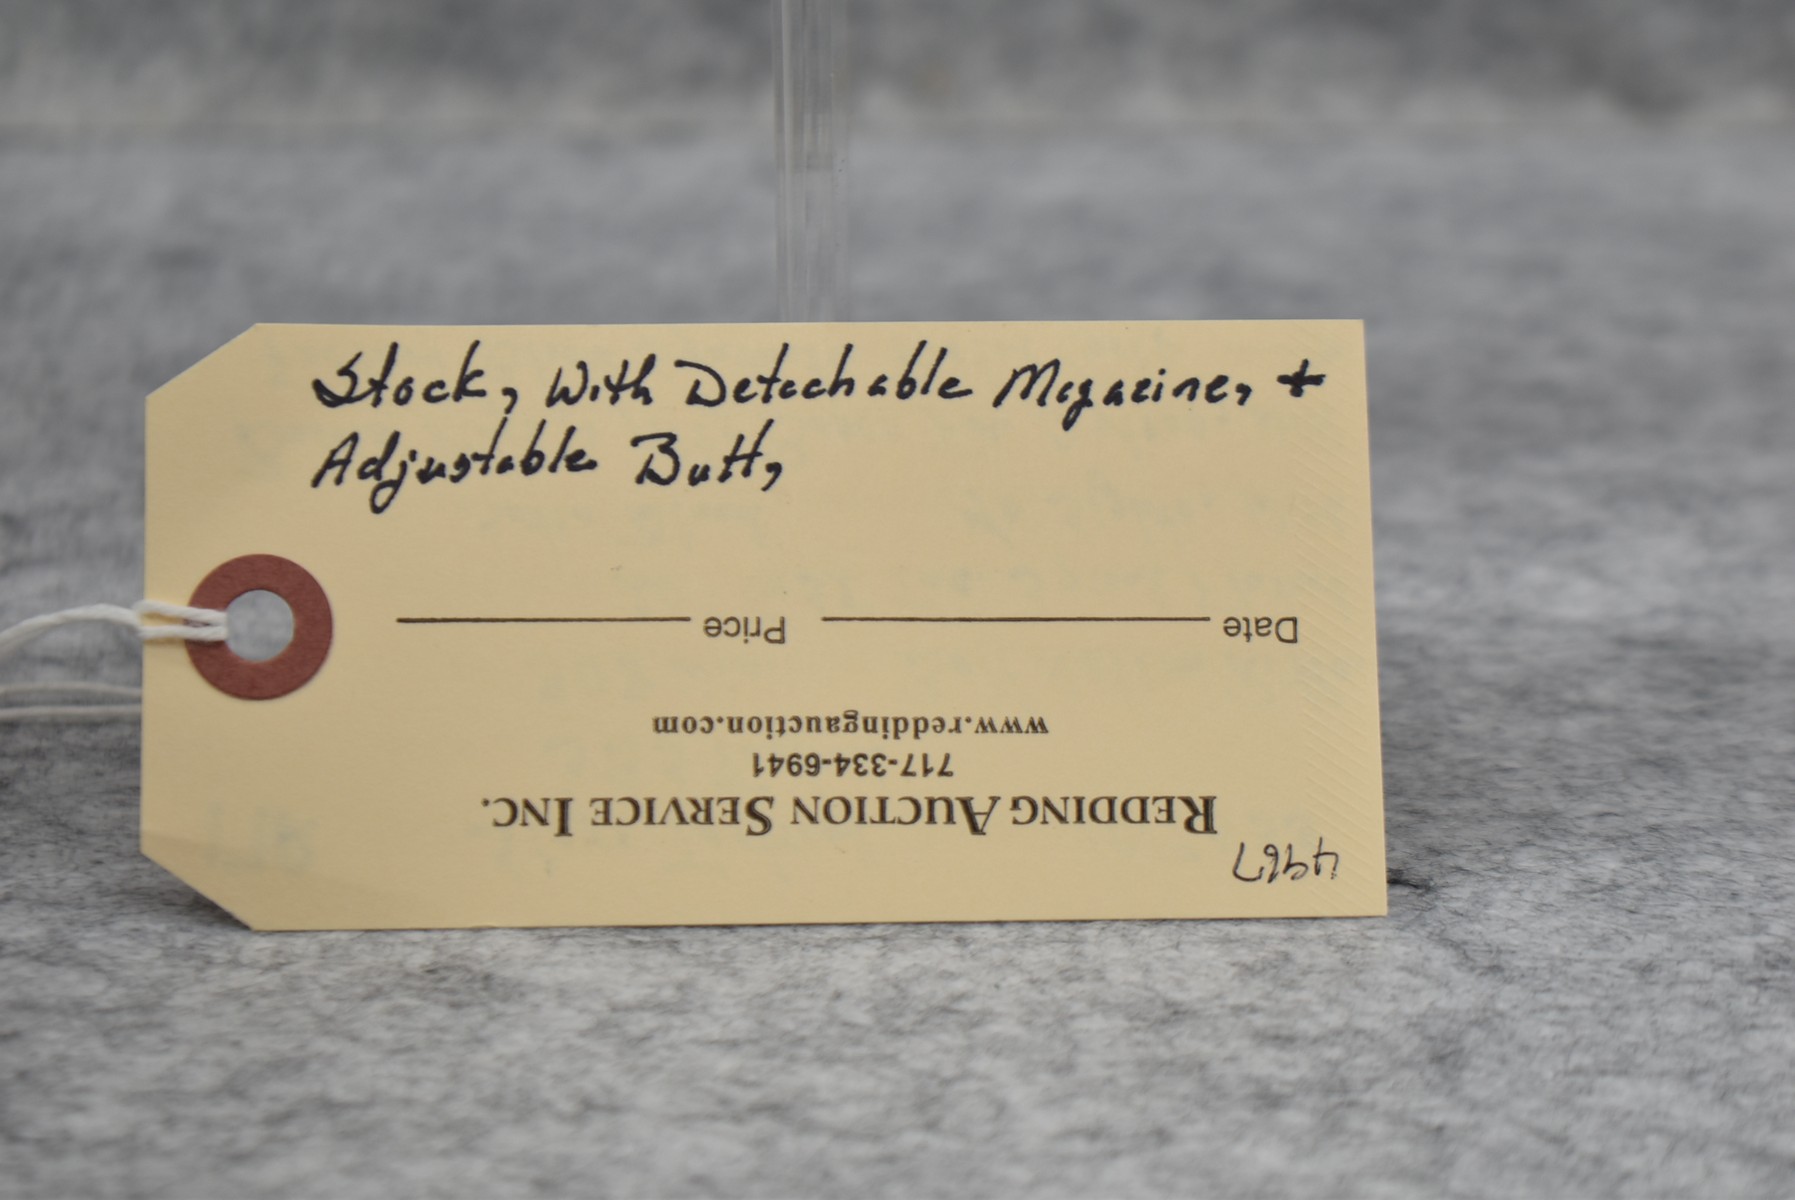 Stock, With Detachable Magazine, +
Adjustable Butt,
Date Price
www.reddingauction.com
717-334-6941
REDDING AUCTION SERVICE INC.
4967